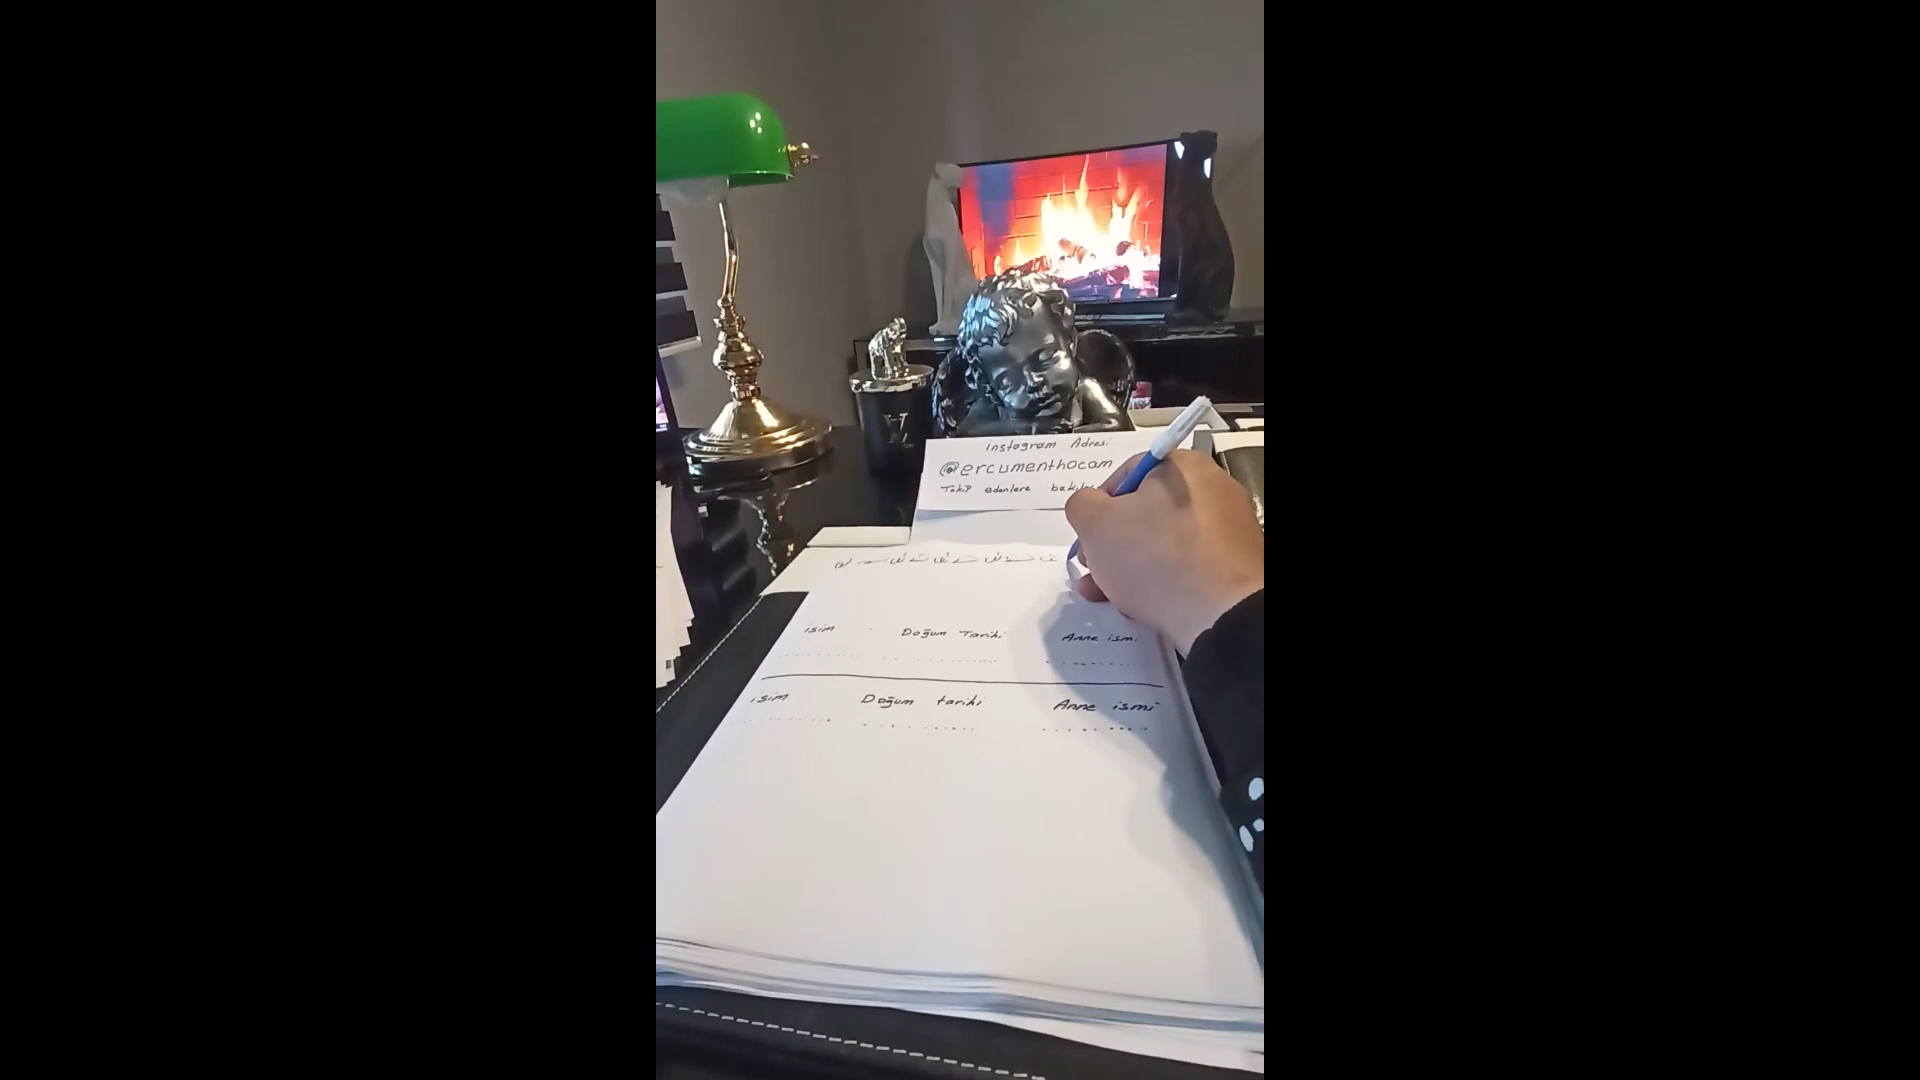 instagram Adresi
@ercumenthocam
Takip edenlere
isim Doğum Tarihi Anne ismi
isim Doğum tarihi Anne ismi